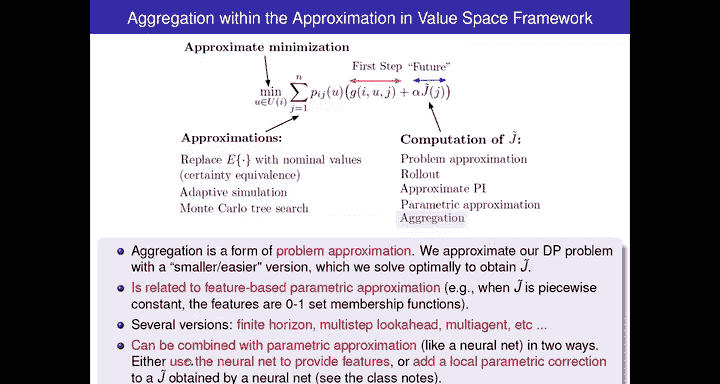 Aggregation within the Approximation in Value Space Framework
Approximate minimization
First Step "Future"
min_{u∈U(i)} \sum_{j=1}^{n} p_{ij}(u)(g(i, u, j) + αJ̃(j))
Approximations:
Replace E{·} with nominal values
(certainty equivalence)
Adaptive simulation
Monte Carlo tree search
Computation of J̃:
Problem approximation
Rollout
Approximate PI
Parametric approximation
Aggregation
Aggregation is a form of problem approximation. We approximate our DP problem
with a "smaller/easier" version, which we solve optimally to obtain J̃.
Is related to feature-based parametric approximation (e.g., when J̃ is piecewise
constant, the features are 0-1 set membership functions).
Several versions: finite horizon, multistep lookahead, multiagent, etc ...
Can be combined with parametric approximation (like a neural net) in two ways.
Either use the neural net to provide features, or add a local parametric correction
to a J̃ obtained by a neural net (see the class notes).